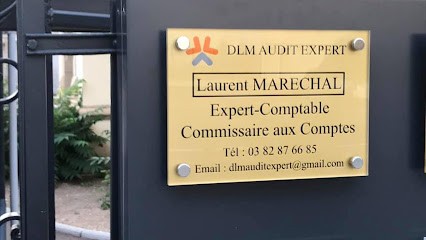 DLM AUDIT EXPERT
Laurent MARECHAL
Expert-Comptable
Commissaire aux Comptes
Tél : 03 82 87 66 85
Email : dlmauditexpert@gmail.com